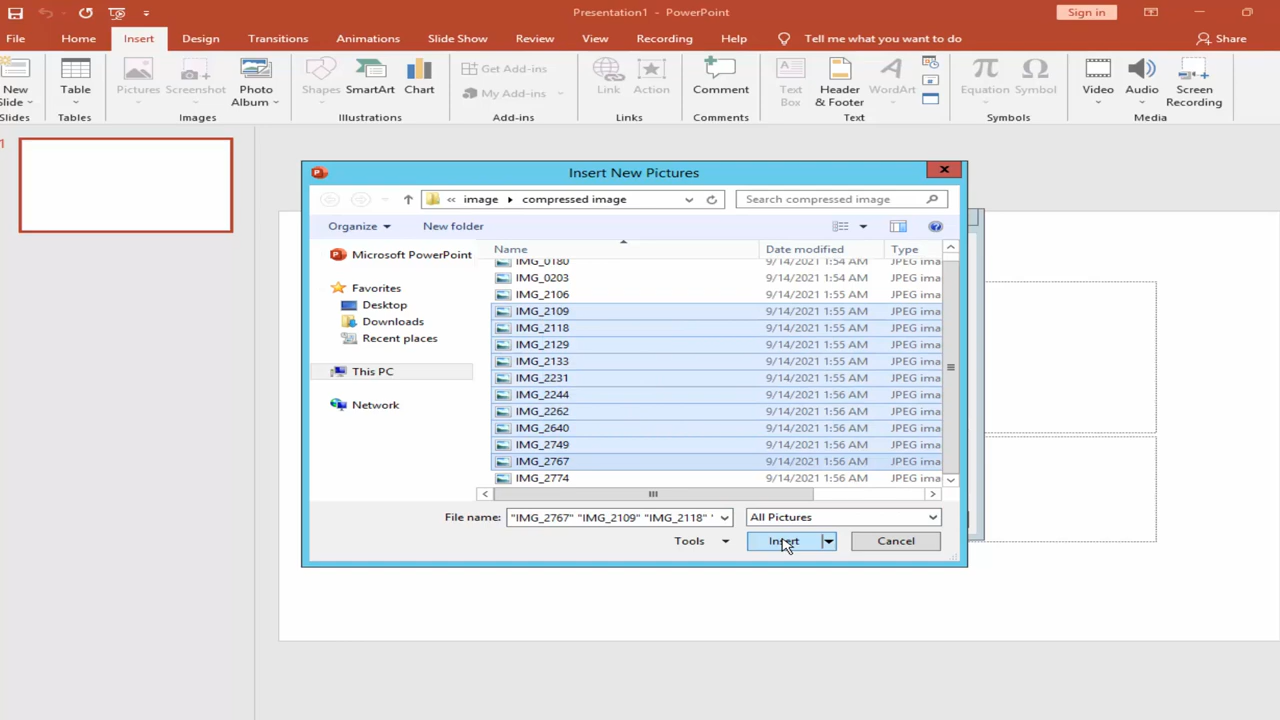 Presentation1 - PowerPoint
Sign in
File Home Insert Design Transitions Animations Slide Show Review View Recording Help Tell me what you want to do Share
New Slide
Table
Pictures
Screenshot
Photo Album
Shapes
SmartArt
Chart
Get Add-ins
My Add-ins
Link
Action
Comment
Text Box
Header & Footer
WordArt
Equation
Symbol
Video
Audio
Screen Recording
Slides Tables Images Illustrations Add-ins Links Comments Text Symbols Media
1
Insert New Pictures
« image compressed image
Search compressed image
Organize New folder
Microsoft PowerPoint
Favorites
Desktop
Downloads
Recent places
This PC
Network
Name Date modified Type
IMG_0180 9/14/2021 1:54 AM JPEG ima
IMG_0203 9/14/2021 1:54 AM JPEG ima
IMG_2106 9/14/2021 1:55 AM JPEG ima
IMG_2109 9/14/2021 1:55 AM JPEG ima
IMG_2118 9/14/2021 1:55 AM JPEG ima
IMG_2129 9/14/2021 1:55 AM JPEG ima
IMG_2133 9/14/2021 1:55 AM JPEG ima
IMG_2231 9/14/2021 1:55 AM JPEG ima
IMG_2244 9/14/2021 1:56 AM JPEG ima
IMG_2262 9/14/2021 1:56 AM JPEG ima
IMG_2640 9/14/2021 1:56 AM JPEG ima
IMG_2749 9/14/2021 1:56 AM JPEG ima
IMG_2767 9/14/2021 1:56 AM JPEG ima
IMG_2774 9/14/2021 1:56 AM JPEG ima
File name: "IMG_2767" "IMG_2109" "IMG_2118" "
All Pictures
Tools Insert Cancel